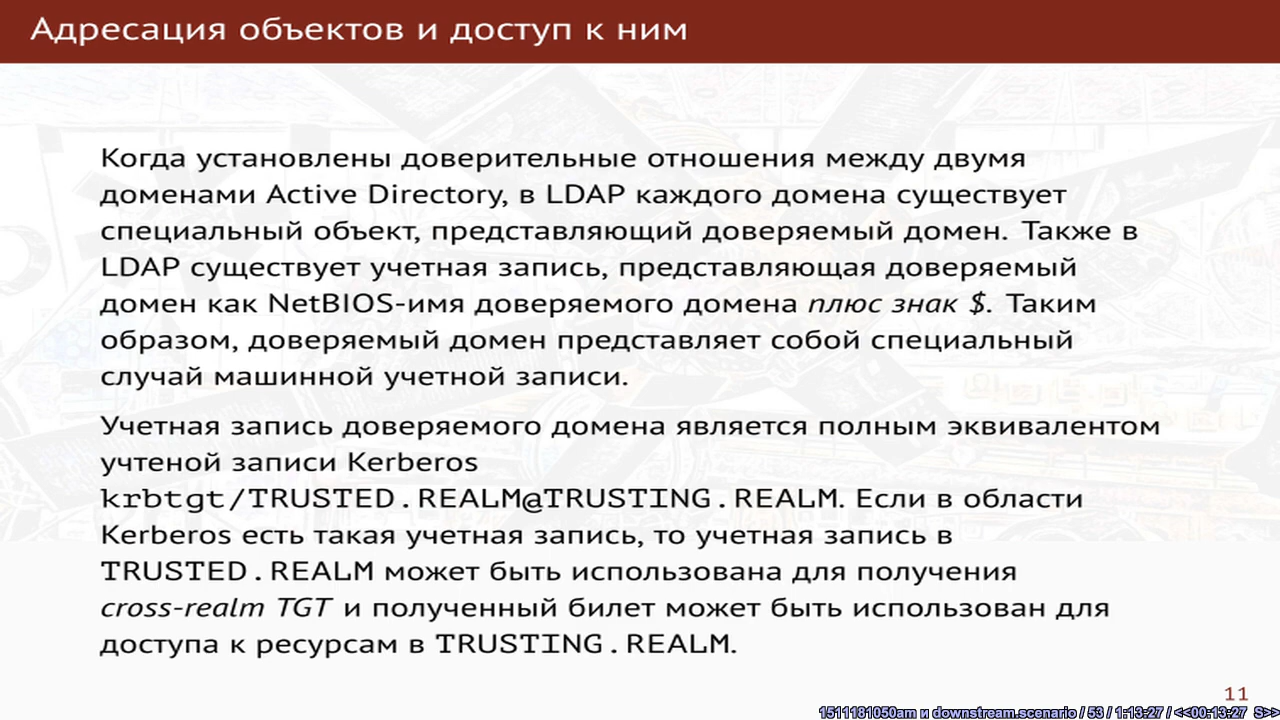 Адресация объектов и доступ к ним
Когда установлены доверительные отношения между двумя
доменами Active Directory, в LDAP каждого домена существует
специальный объект, представляющий доверяемый домен. Также в
LDAP существует учетная запись, представляющая доверяемый
домен как NetBIOS-имя доверяемого домена плюс знак $. Таким
образом, доверяемый домен представляет собой специальный
случай машинной учетной записи.
Учетная запись доверяемого домена является полным эквивалентом
учтеной записи Kerberos
krbtgt/TRUSTED.REALM@TRUSTING.REALM. Если в области
Kerberos есть такая учетная запись, то учетная запись в
TRUSTED.REALM может быть использована для получения
cross-realm TGT и полученный билет может быть использован для
доступа к ресурсам в TRUSTING.REALM.
11
1511181050am и downstream.scenario / 53 / 1:13:27 / <<00:13:27 S>>